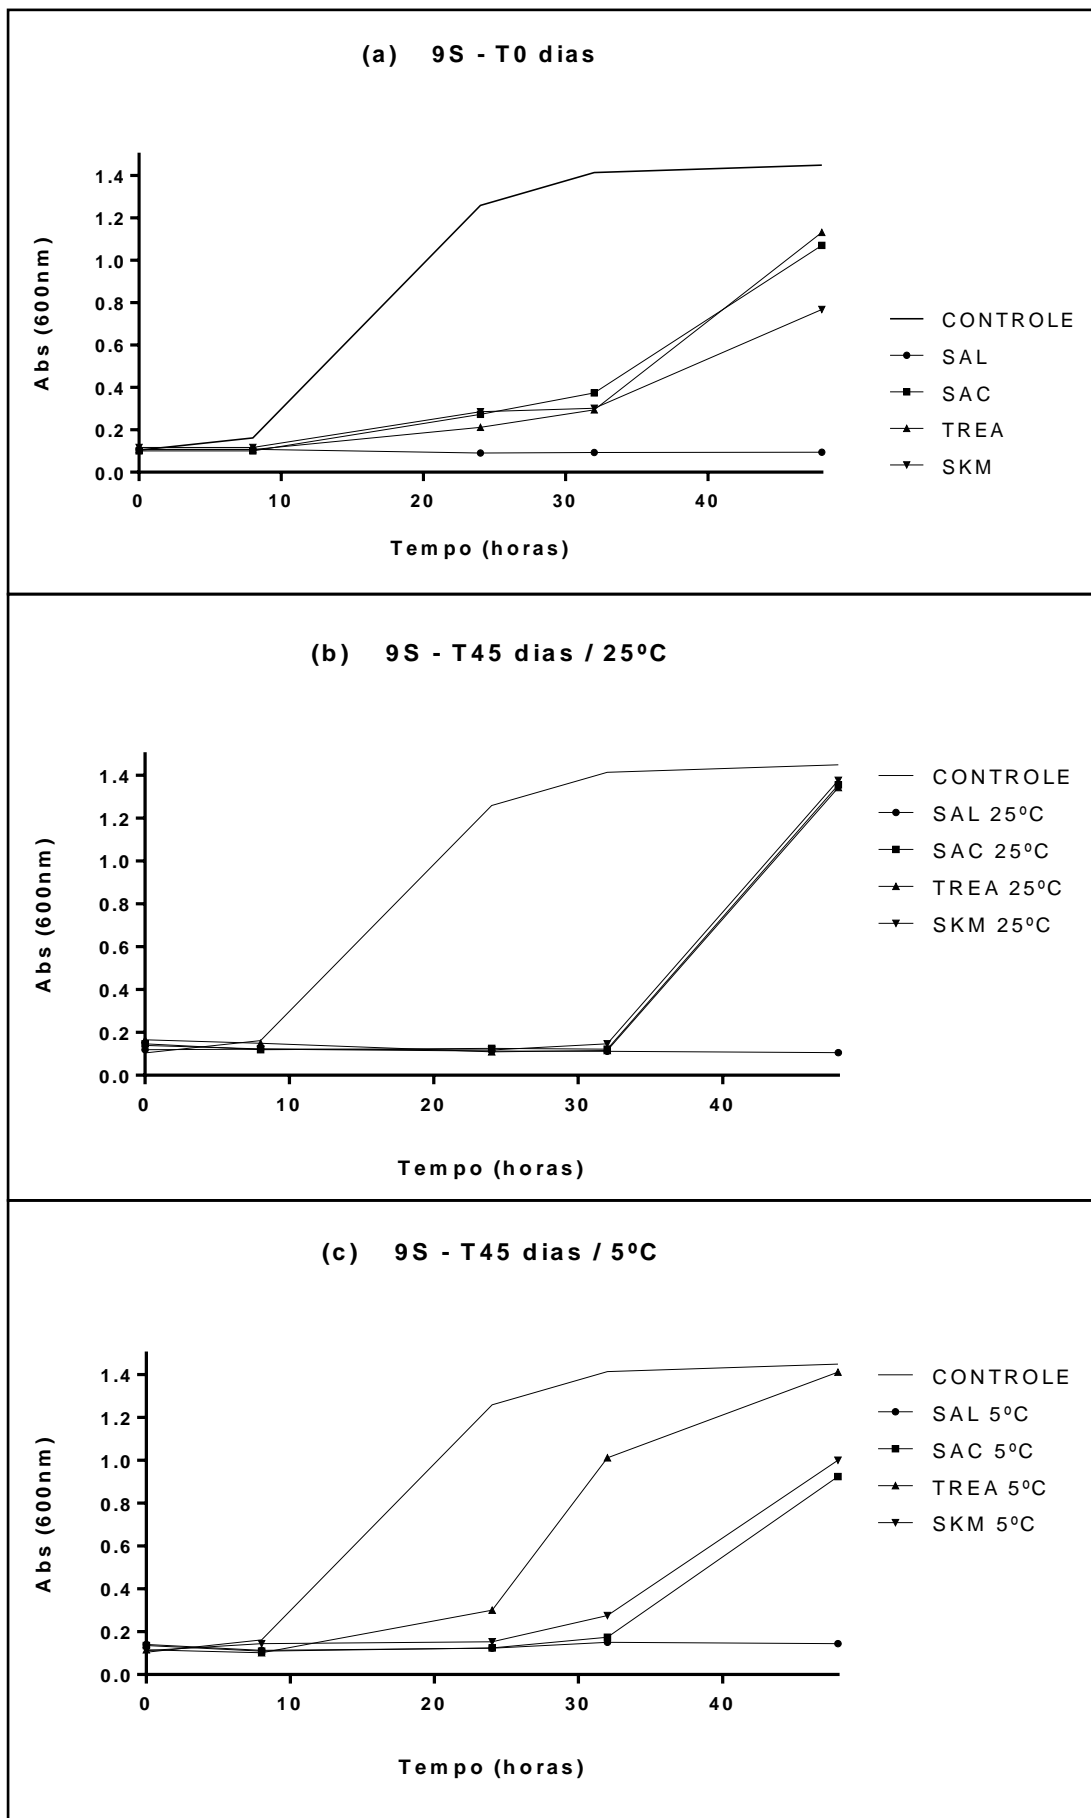 (a) 9S - T0 dias
Abs (600nm)
1.4
1.2
1.0
0.8
0.6
0.4
0.2
0.0
0 10 20 30 40
Tempo (horas)
CONTROLE
SAL
SAC
TREA
SKM
(b) 9S - T45 dias / 25ºC
Abs (600nm)
1.4
1.2
1.0
0.8
0.6
0.4
0.2
0.0
0 10 20 30 40
Tempo (horas)
CONTROLE
SAL 25ºC
SAC 25ºC
TREA 25ºC
SKM 25ºC
(c) 9S - T45 dias / 5ºC
Abs (600nm)
1.4
1.2
1.0
0.8
0.6
0.4
0.2
0.0
0 10 20 30 40
Tempo (horas)
CONTROLE
SAL 5ºC
SAC 5ºC
TREA 5ºC
SKM 5ºC